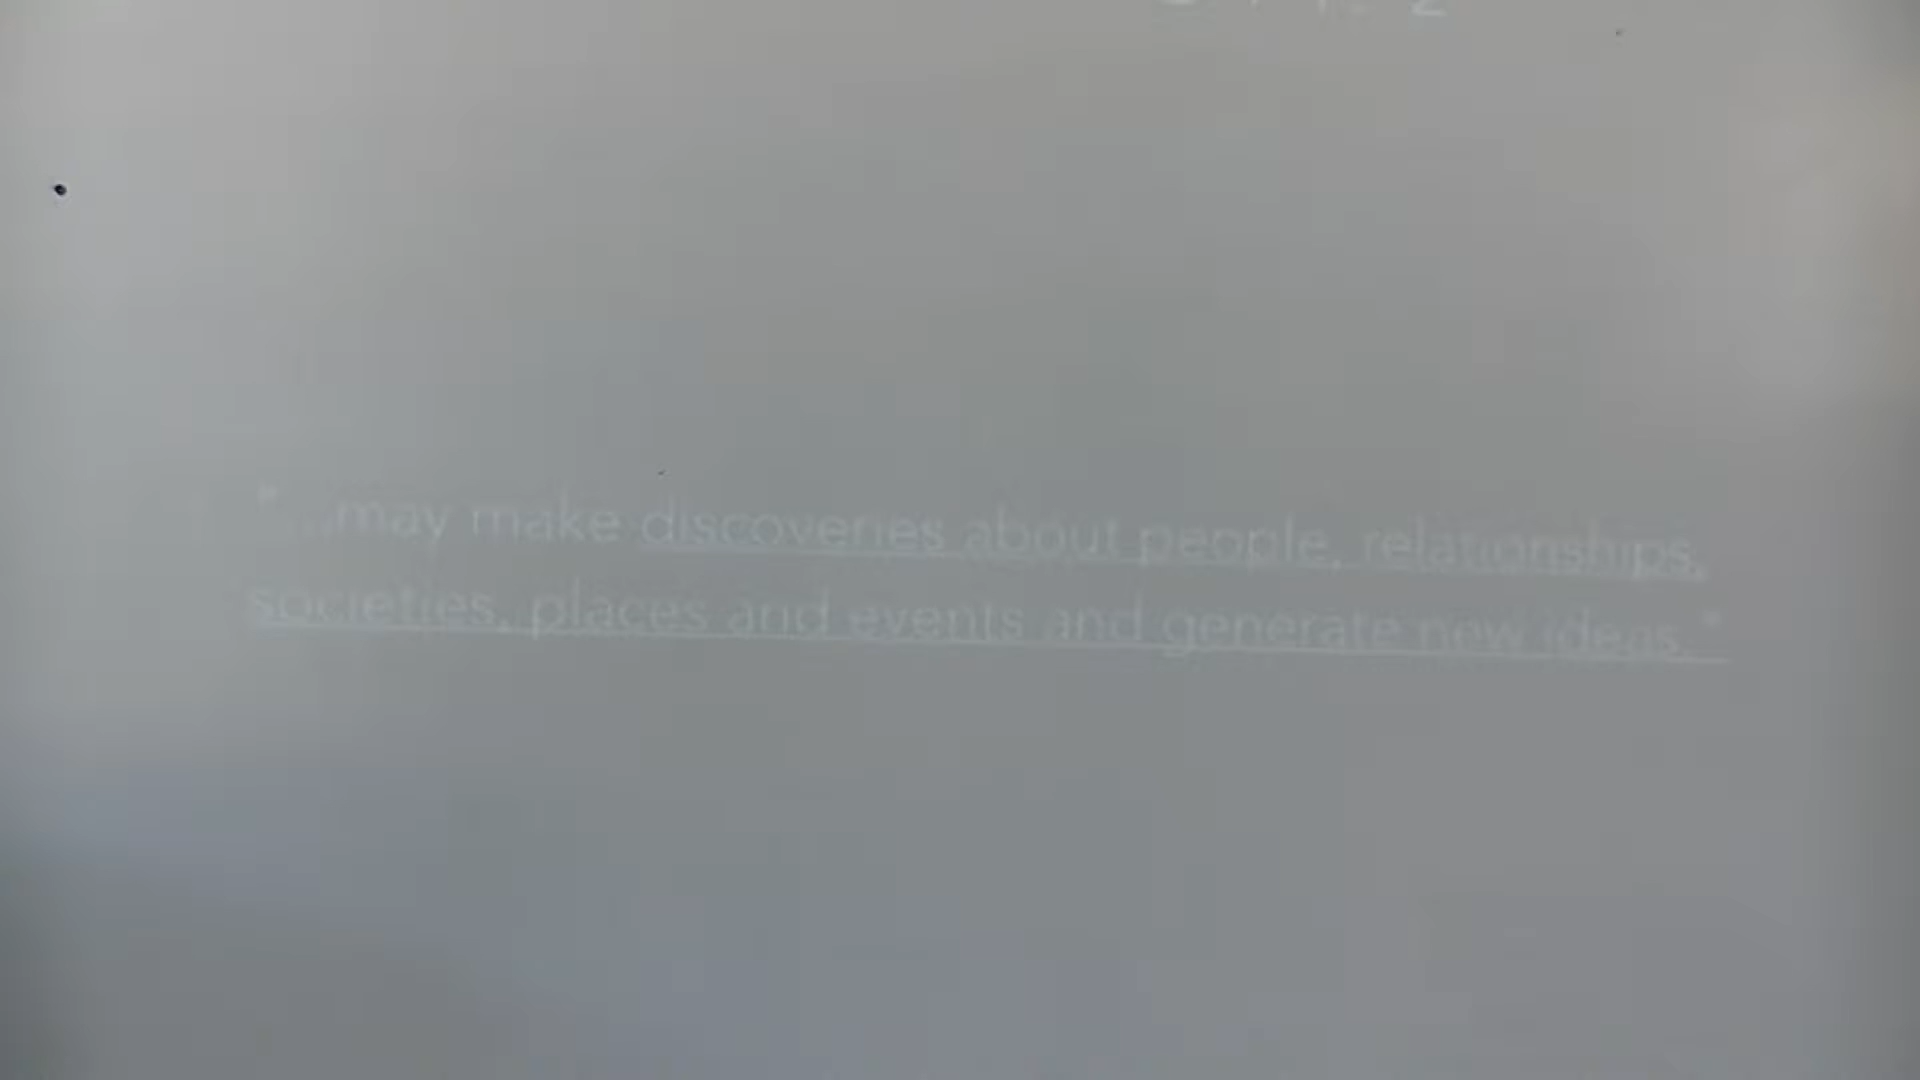 "...may make discoveries about people, relationships,
societies, places and events and generate new ideas."